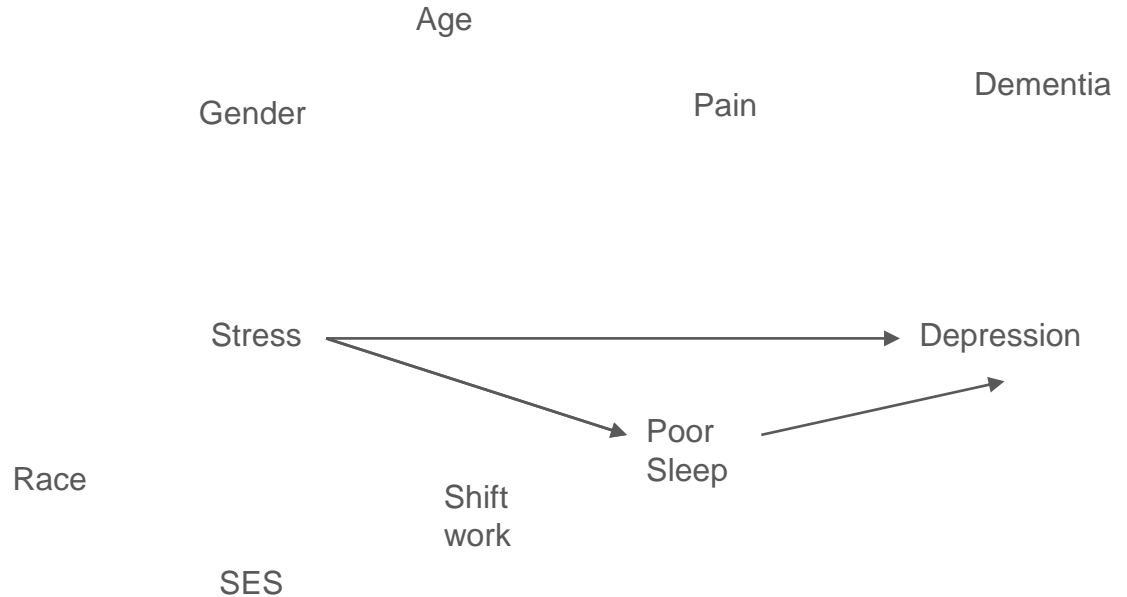 Age
Dementia
Pain
Gender
Stress
Depression
Poor
Sleep
Race
Shift
work
SES